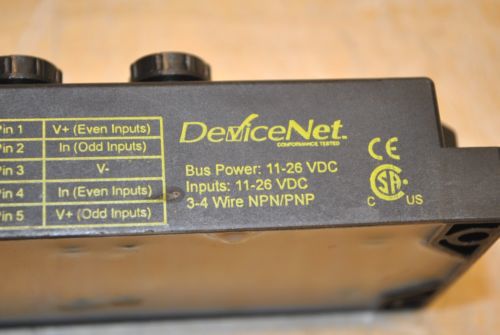 Pin 1 V+ (Even Inputs)
Pin 2 In (Odd Inputs)
Pin 3 V-
Pin 4 In (Even Inputs)
Pin 5 V+ (Odd Inputs)
DeviceNet™
CONFORMANCE TESTED
Bus Power: 11-26 VDC
Inputs: 11-26 VDC
3-4 Wire NPN/PNP
CE
SA
C US